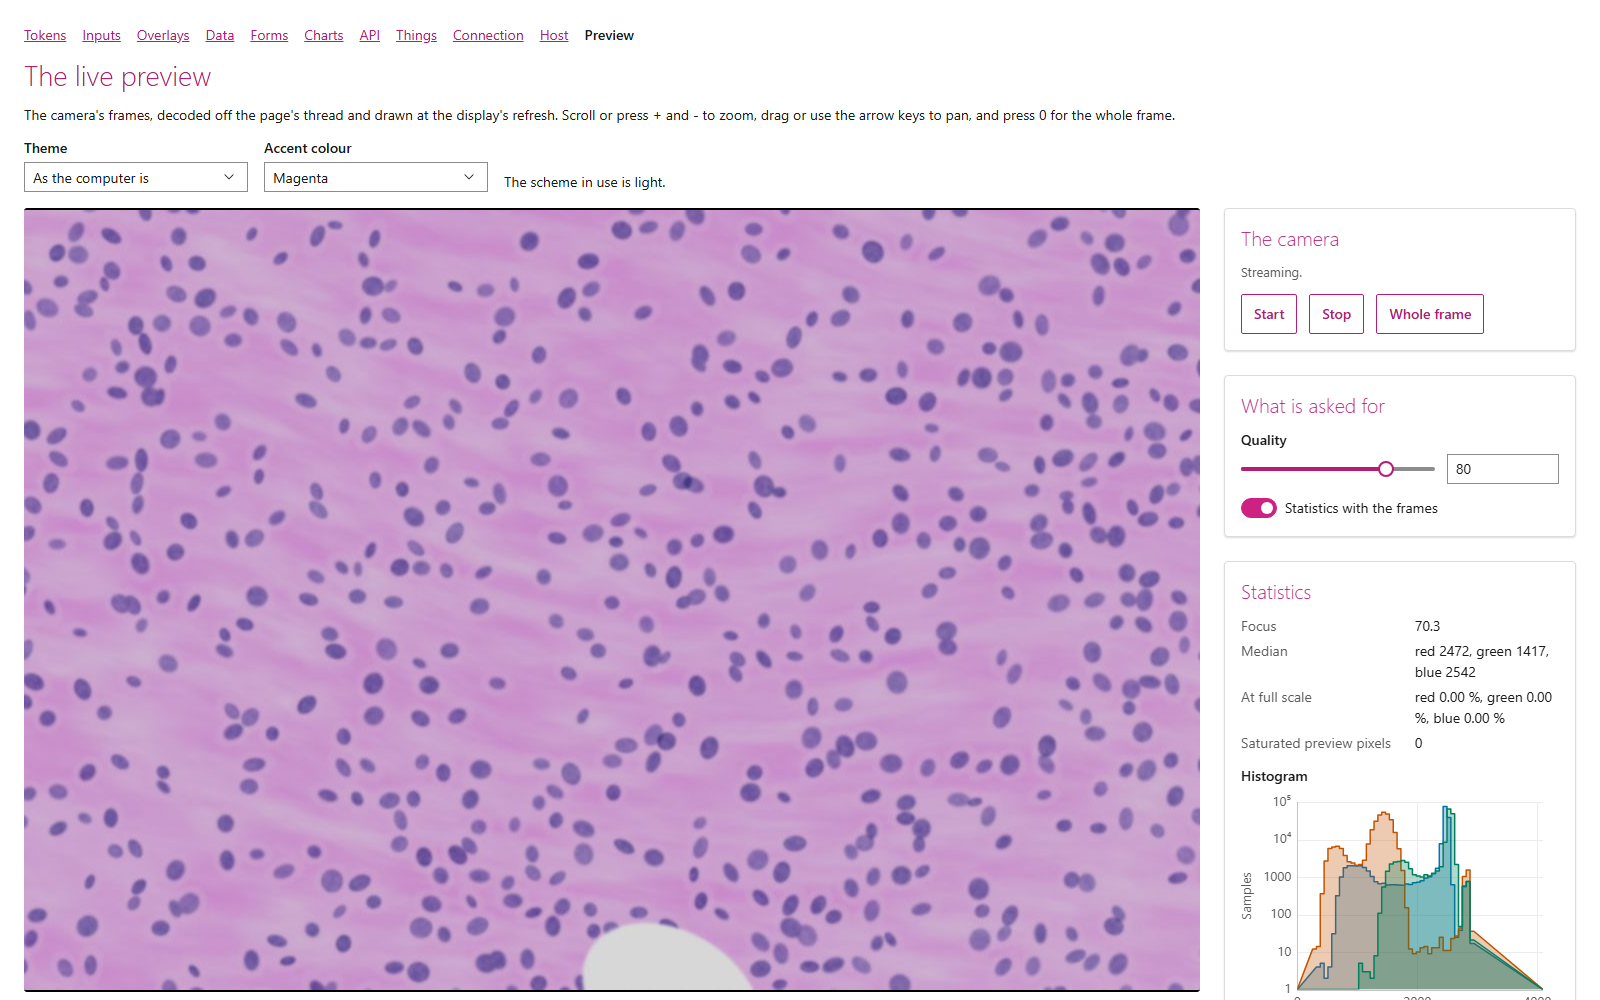 Tokens Inputs Overlays Data Forms Charts API Things Connection Host Preview
The live preview
The camera's frames, decoded off the page's thread and drawn at the display's refresh. Scroll or press + and - to zoom, drag or use the arrow keys to pan, and press 0 for the whole frame.
Theme
As the computer is
Accent colour
Magenta
The scheme in use is light.
The camera
Streaming.
Start Stop Whole frame
What is asked for
Quality
80
Statistics with the frames
Statistics
Focus 70.3
Median red 2472, green 1417,
blue 2542
At full scale red 0.00 %, green 0.00
%, blue 0.00 %
Saturated preview pixels 0
Histogram
10⁵
10⁴
1000
100
10
1
Samples